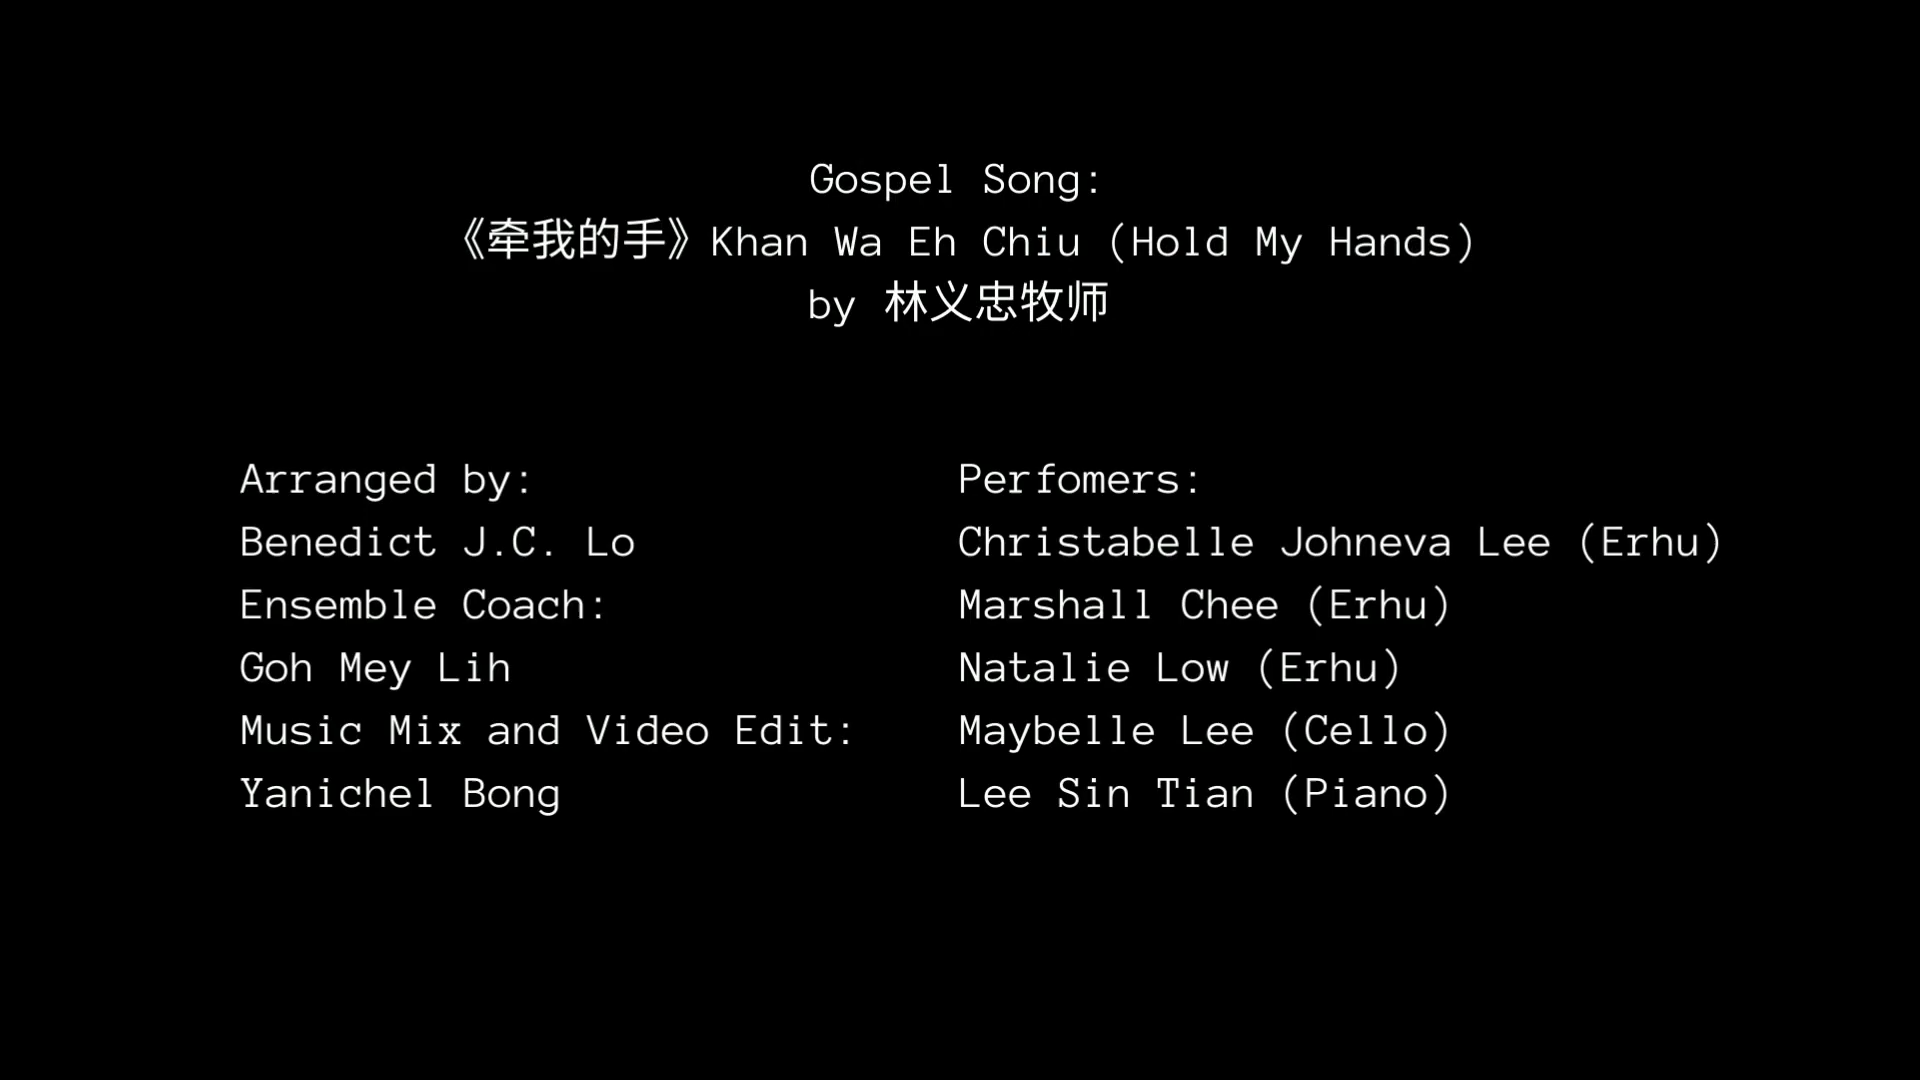 Gospel Song:
《牵我的手》Khan Wa Eh Chiu (Hold My Hands)
by 林义忠牧师
Arranged by:
Benedict J.C. Lo
Ensemble Coach:
Goh Mey Lih
Music Mix and Video Edit:
Yanichel Bong
Perfomers:
Christabelle Johneva Lee (Erhu)
Marshall Chee (Erhu)
Natalie Low (Erhu)
Maybelle Lee (Cello)
Lee Sin Tian (Piano)